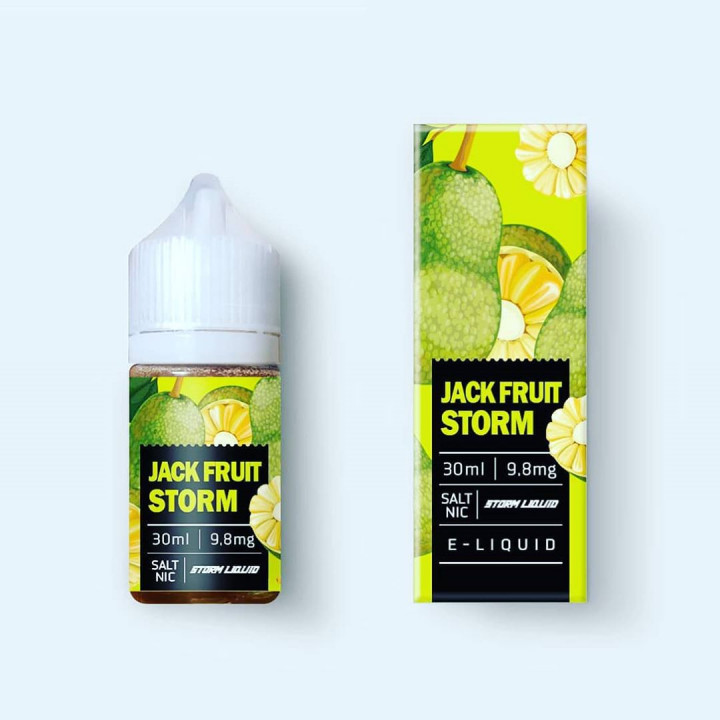 JACK FRUIT
STORM
30ml | 9,8mg
SALT
NIC
STORM LIQUID
JACK FRUIT
STORM
30ml | 9,8mg
SALT
NIC
STORM LIQUID
E-LIQUID